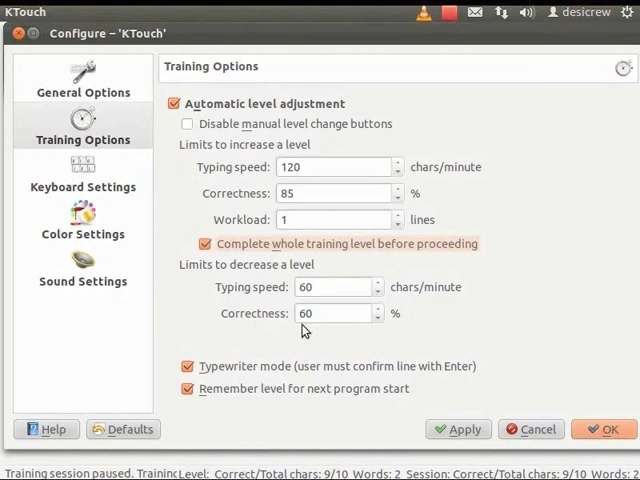 KTouch
desicrew
Configure – 'KTouch'
General Options
Training Options
Keyboard Settings
Color Settings
Sound Settings
Training Options
Automatic level adjustment
Disable manual level change buttons
Limits to increase a level
Typing speed: 120 chars/minute
Correctness: 85 %
Workload: 1 lines
Complete whole training level before proceeding
Limits to decrease a level
Typing speed: 60 chars/minute
Correctness: 60 %
Typewriter mode (user must confirm line with Enter)
Remember level for next program start
Help Defaults Apply Cancel OK
Training session paused. Training Level: Correct/Total chars: 9/10 Words: 2 Session: Correct/Total chars: 9/10 Words: 2